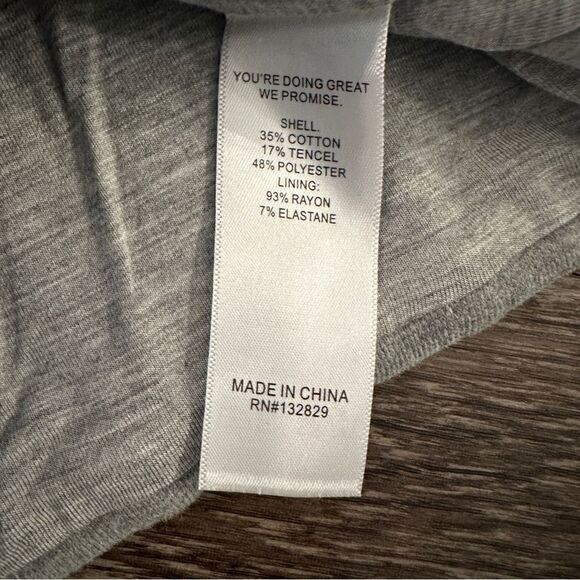 YOU'RE DOING GREAT
WE PROMISE.
SHELL.
35% COTTON
17% TENCEL
48% POLYESTER
LINING:
93% RAYON
7% ELASTANE
MADE IN CHINA
RN#132829